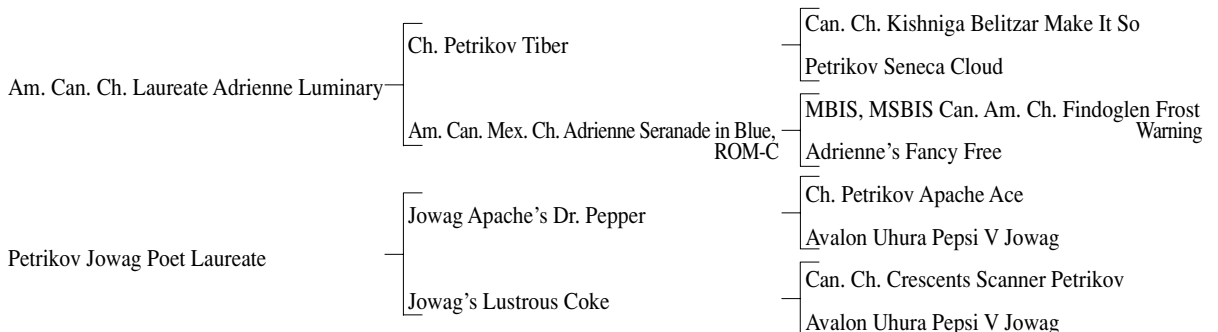 Can. Ch. Kishniga Belitzar Make It So
Ch. Petrikov Tiber
Petrikov Seneca Cloud
Am. Can. Ch. Laureate Adrienne Luminary
MBIS, MSBIS Can. Am. Ch. Findoglen Frost
Warning
Am. Can. Mex. Ch. Adrienne Seranade in Blue,
ROM-C
Adrienne’s Fancy Free
Ch. Petrikov Apache Ace
Jowag Apache’s Dr. Pepper
Avalon Uhura Pepsi V Jowag
Petrikov Jowag Poet Laureate
Can. Ch. Crescents Scanner Petrikov
Jowag’s Lustrous Coke
Avalon Uhura Pepsi V Jowag